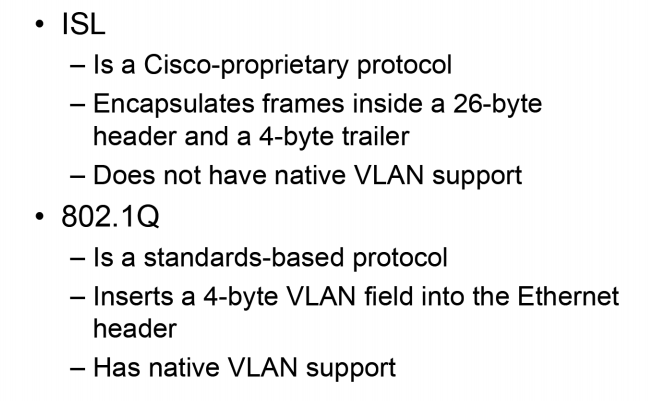 • ISL
– Is a Cisco-proprietary protocol
– Encapsulates frames inside a 26-byte
header and a 4-byte trailer
– Does not have native VLAN support
• 802.1Q
– Is a standards-based protocol
– Inserts a 4-byte VLAN field into the Ethernet
header
– Has native VLAN support